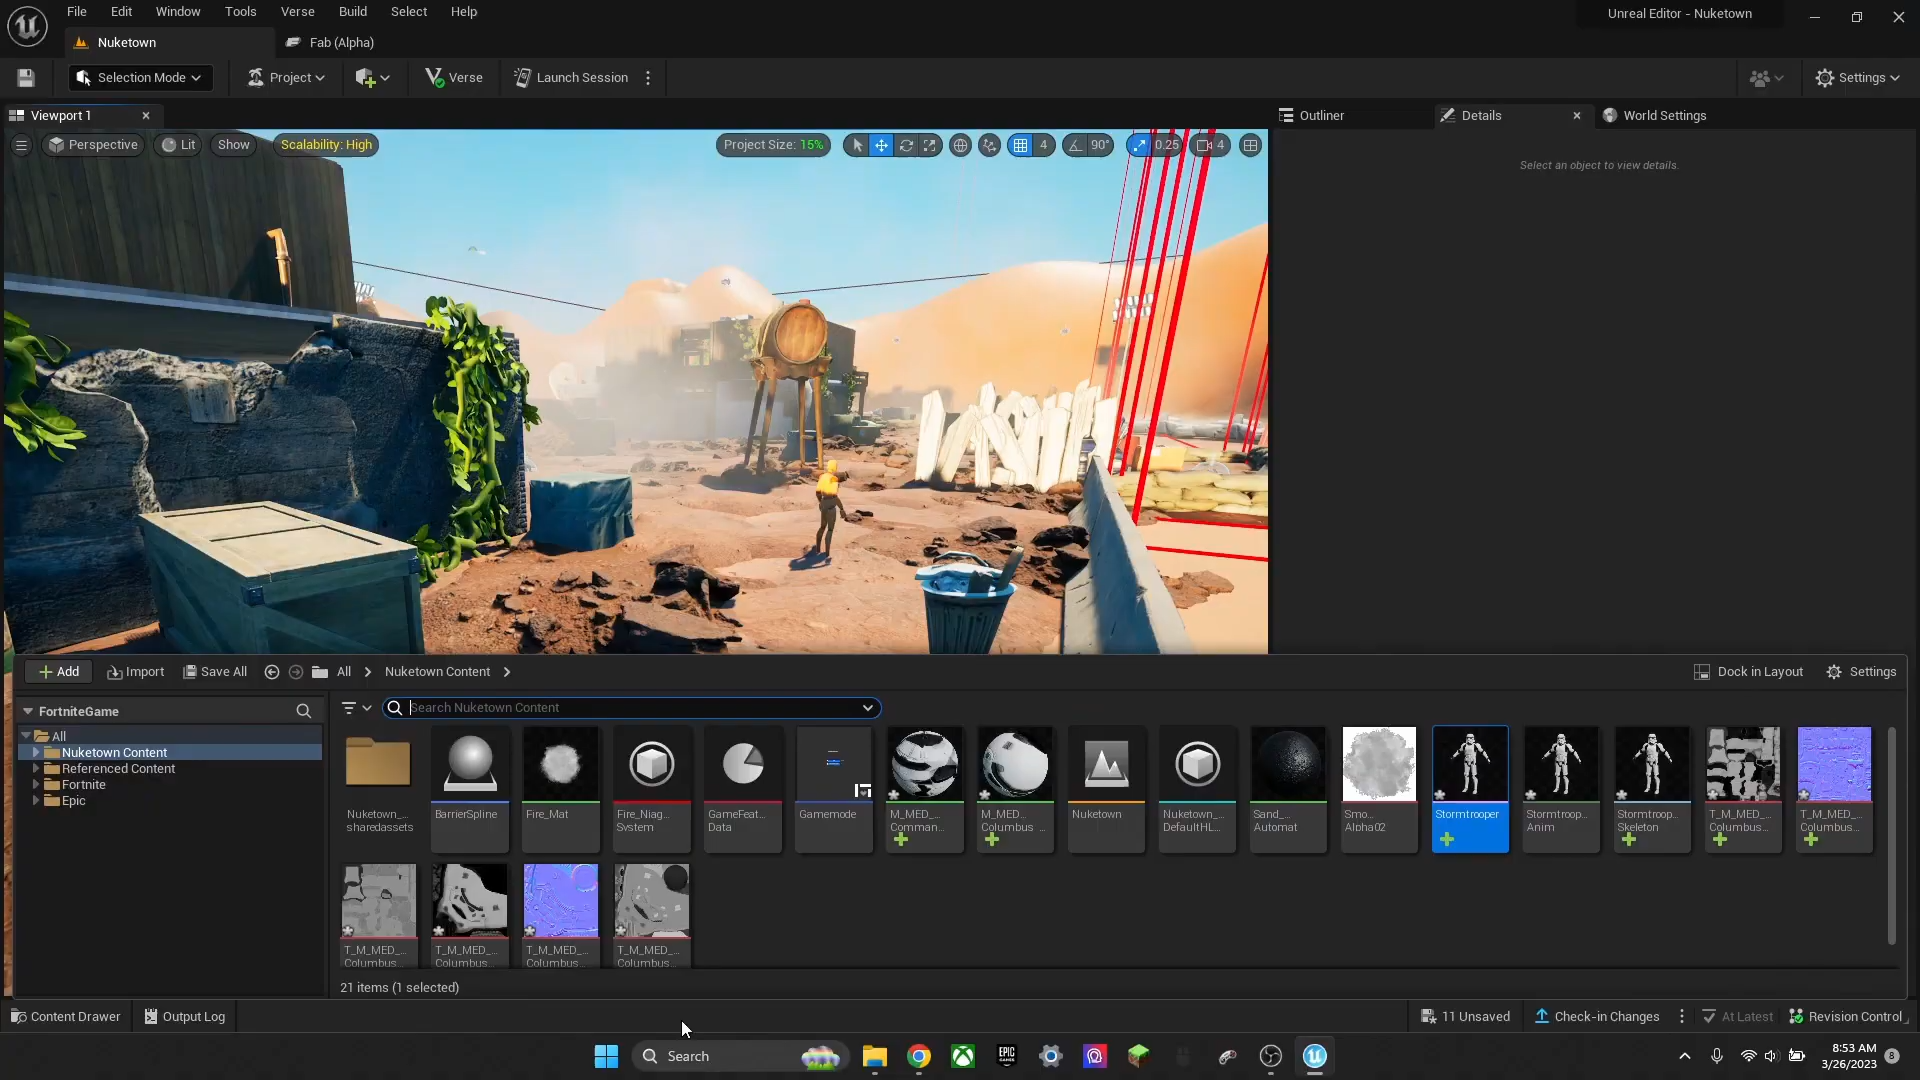 File Edit Window Tools Verse Build Select Help
Unreal Editor - Nuketown
Nuketown
Fab (Alpha)
Selection Mode
Project
Verse
Launch Session
Settings
Viewport 1
Outliner
Details
World Settings
Perspective
Lit
Show
Scalability: High
Project Size: 15%
4
90°
0.25
4
Select an object to view details.
Add
Import
Save All
All
Nuketown Content
Dock in Layout
Settings
FortniteGame
Search Nuketown Content
All
Nuketown Content
Referenced Content
Fortnite
Epic
Nuketown_...
sharedassets
BarrierSpline
Fire_Mat
Fire_Niag...
System
GameFeat...
Data
Gamemode
M_MED_...
Comman...
M_MED...
Columbus_...
Nuketown
Nuketown_...
DefaultHL...
Sand_...
Automat
Smo...
Alpha02
Stormtrooper
Stormtroop...
Anim
Stormtroop...
Skeleton
T_M_MED_...
Columbus...
T_M_MED_...
Columbus...
T_M_MED_...
Columbus...
T_M_MED_...
Columbus...
T_M_MED_...
Columbus...
T_M_MED_...
Columbus...
21 items (1 selected)
Content Drawer
Output Log
11 Unsaved
Check-in Changes
At Latest
Revision Control
Search
EPIC
GAMES
8:53 AM
3/26/2023
8